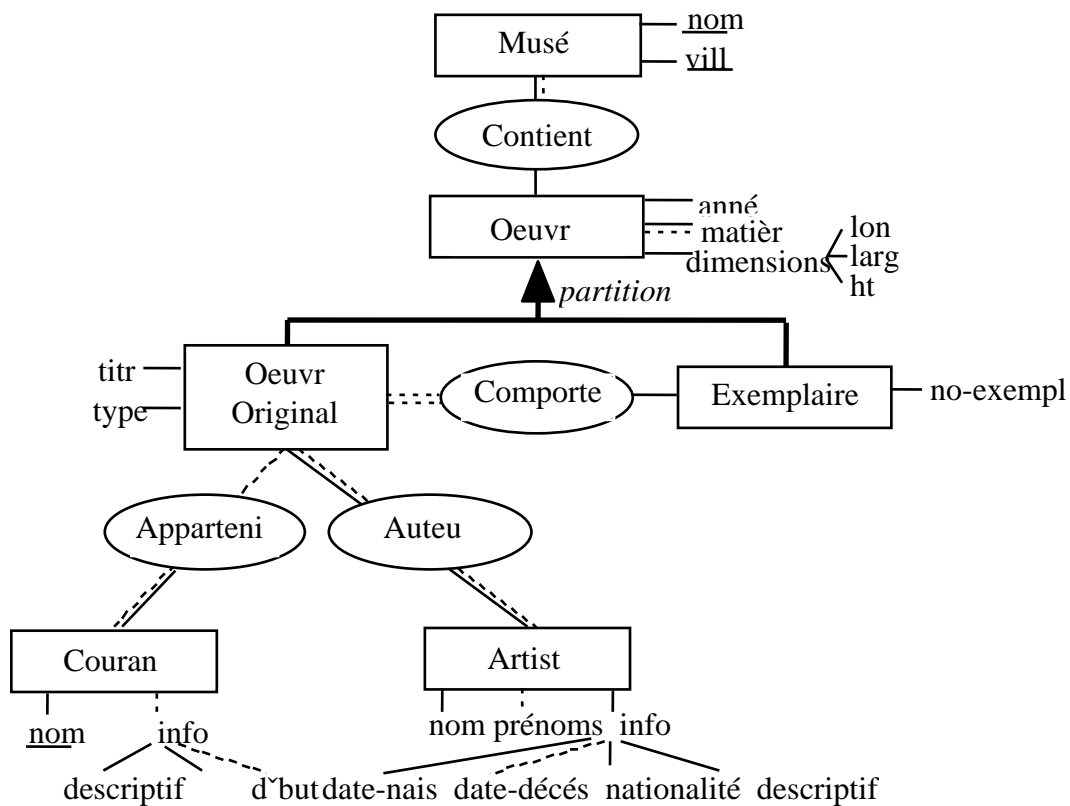 Musé
nom
vill
Contient
Oeuvr
anné
matièr
dimensions
lon
larg
ht
partition
titr
type
Oeuvr
Original
Comporte
Exemplaire
no-exempl
Apparteni
Auteu
Couran
Artist
nom
info
nom prénoms info
descriptif
dˇbut
date-nais
date-décés
nationalité
descriptif